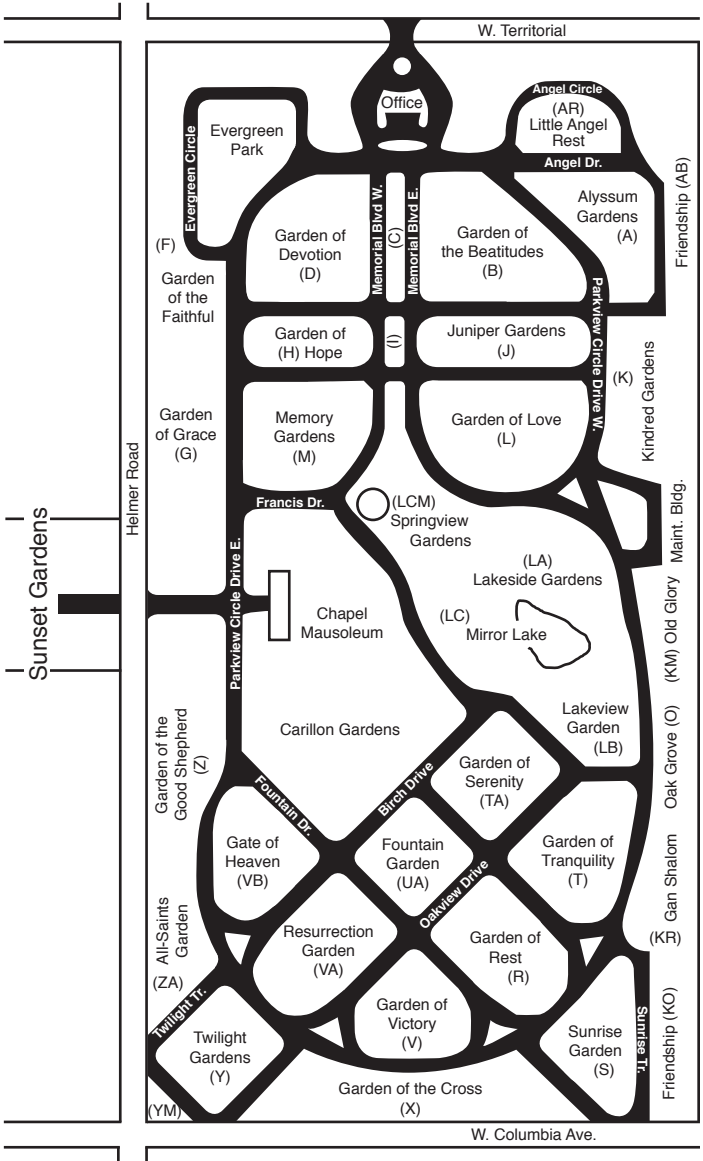 W. Territorial
Office
Angel Circle
(AR)
Little Angel
Rest
Angel Dr.
Evergreen
Park
Evergreen Circle
Friendship (AB)
Alyssum
Gardens
(A)
Memorial Blvd W.
(C)
Memorial Blvd E.
Garden of
Devotion
(D)
Garden of
the Beatitudes
(B)
(F)
Garden
of the
Faithful
Parkview Circle Drive W.
Garden of
(H) Hope
(I)
Juniper Gardens
(J)
(K)
Kindred Gardens
Garden
of Grace
(G)
Memory
Gardens
(M)
Garden of Love
(L)
Helmer Road
Francis Dr.
(LCM)
Springview
Gardens
Maint. Bldg.
Sunset Gardens
Parkview Circle Drive E.
(LA)
Lakeside Gardens
Chapel
Mausoleum
(LC)
Mirror Lake
(KM) Old Glory
Garden of the
Good Shepherd
(Z)
Carillon Gardens
Lakeview
Garden
(LB)
Oak Grove (O)
Fountain Dr.
Birch Drive
Garden of
Serenity
(TA)
Gate of
Heaven
(VB)
Fountain
Garden
(UA)
Oakview Drive
Garden of
Tranquility
(T)
Gan Shalom
(KR)
All-Saints
Garden
(ZA)
Resurrection
Garden
(VA)
Garden of
Rest
(R)
Twilight Tr.
Twilight
Gardens
(Y)
Garden of
Victory
(V)
Sunrise
Garden
(S)
Sunrise Tr.
Friendship (KO)
(YM)
Garden of the Cross
(X)
W. Columbia Ave.